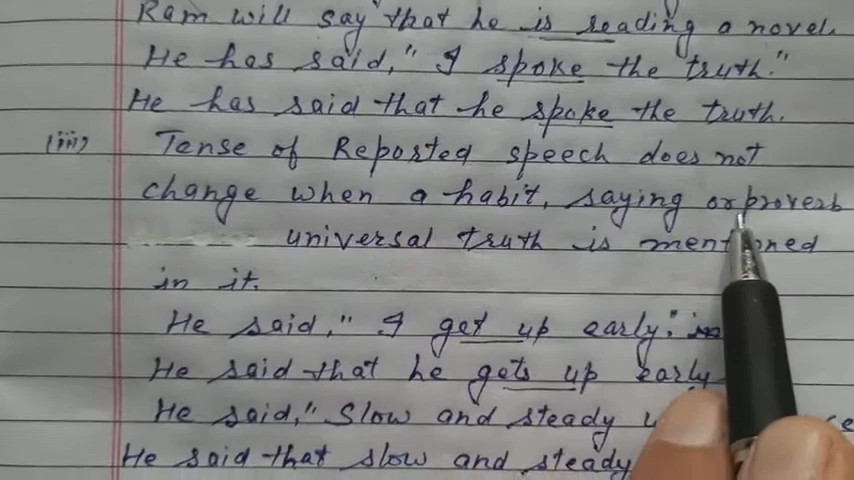 Ram will say that he is reading a novel.
He has said, "I spoke the truth."
He has said that he spoke the truth.
(iii) Tense of Reported speech does not
change when a habit, saying or proverb
universal truth is mentioned
in it.
He said, "I get up early."
He said that he gets up early
He said, "Slow and steady
He said that slow and steady